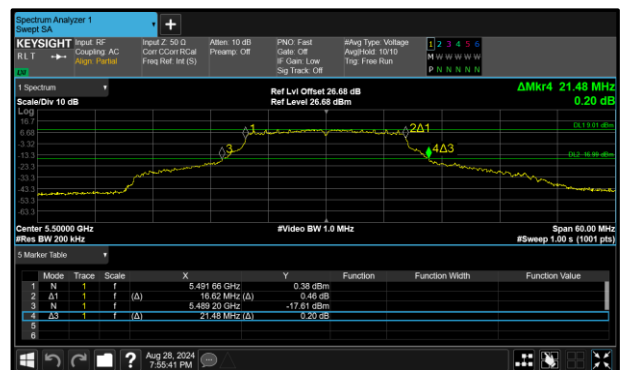 Spectrum Analyzer 1
Swept SA
KEYSIGHT Input: RF Input Z: 50 Ω Atten: 10 dB PNO: Fast #Avg Type: Voltage 1 2 3 4 5 6
RLT Coupling: AC Corr CCorr RCal Preamp: Off Gate: Off Avg|Hold: 10/10 M W W W W W
Align: Partial Freq Ref: Int (S) IF Gain: Low Trig: Free Run
Sig Track: Off P N N N N N
1 Spectrum
Ref Lvl Offset 26.68 dB ΔMkr4 21.48 MHz
Scale/Div 10 dB Ref Level 26.68 dBm 0.20 dB
Log
16.7
DL1 9.01 dBm
6.68 1 2Δ1
-3.32
3 4Δ3
-13.3 DL2 -16.99 dBm
-23.3
-33.3
-43.3
-53.3
-63.3
Center 5.50000 GHz #Video BW 1.0 MHz Span 60.00 MHz
#Res BW 200 kHz #Sweep 1.00 s (1001 pts)
5 Marker Table
Mode Trace Scale X Y Function Function Width Function Value
1 N 1 f 5.491 66 GHz 0.38 dBm
2 Δ1 1 f (Δ) 16.62 MHz (Δ) 0.46 dB
3 N 1 f 5.489 20 GHz -17.61 dBm
4 Δ3 1 f (Δ) 21.48 MHz (Δ) 0.20 dB
5
6
? Aug 28, 2024
7:55:41 PM